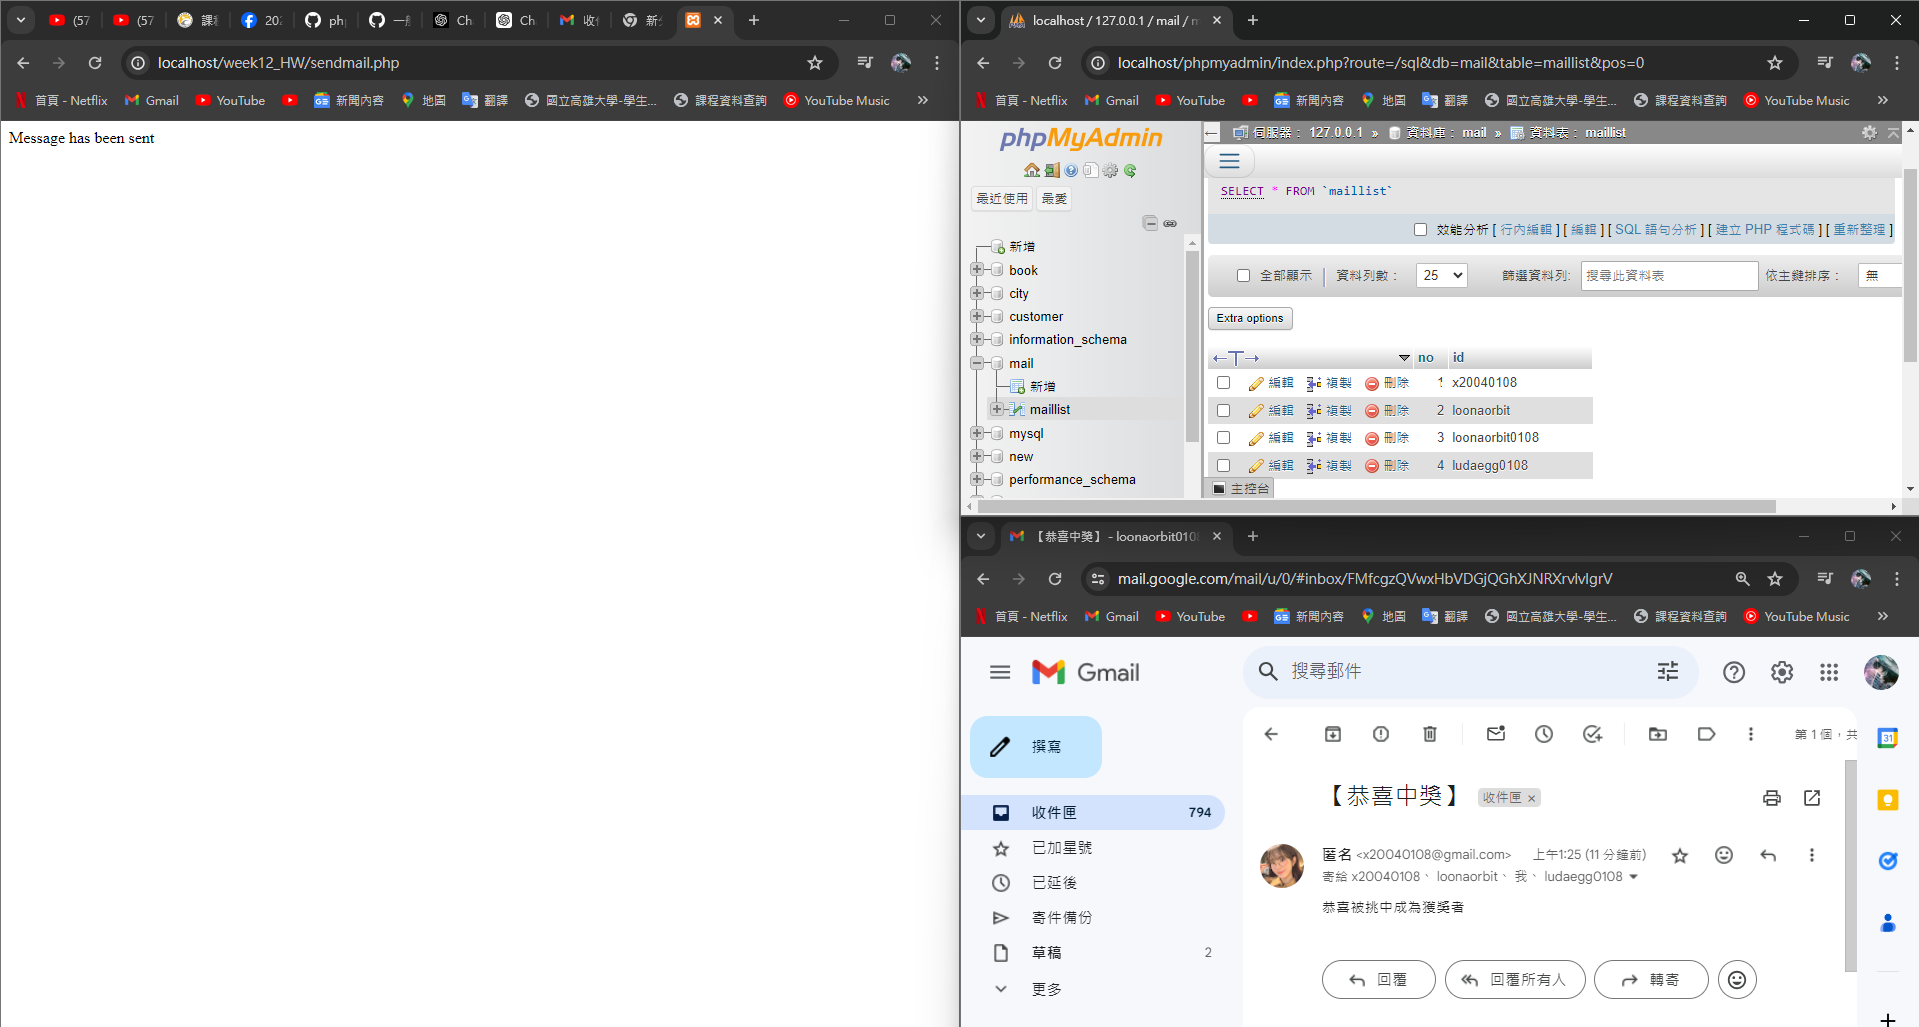 (57
(57
課程
202
php
一般
Ch
Ch
收件
新分
localhost/week12_HW/sendmail.php
首頁 - Netflix
Gmail
YouTube
新聞內容
地圖
翻譯
國立高雄大學-學生...
課程資料查詢
YouTube Music
»
Message has been sent
localhost / 127.0.0.1 / mail / m
localhost/phpmyadmin/index.php?route=/sql&db=mail&table=maillist&pos=0
首頁 - Netflix
Gmail
YouTube
新聞內容
地圖
翻譯
國立高雄大學-學生...
課程資料查詢
YouTube Music
»
phpMyAdmin
最近使用
最愛
新增
book
city
customer
information_schema
mail
新增
maillist
mysql
new
performance_schema
伺服器： 127.0.0.1 » 資料庫： mail » 資料表： maillist
SELECT * FROM `maillist`
效能分析 [ 行內編輯 ] [ 編輯 ] [ SQL 語句分析 ] [ 建立 PHP 程式碼 ] [ 重新整理 ]
全部顯示
資料列數：
25
篩選資料列:
搜尋此資料表
依主鍵排序：
無
Extra options
←T→ no id
編輯 複製 刪除 1 x20040108
編輯 複製 刪除 2 loonaorbit
編輯 複製 刪除 3 loonaorbit0108
編輯 複製 刪除 4 ludaegg0108
主控台
【恭喜中獎】 - loonaorbit0108
mail.google.com/mail/u/0/#inbox/FMfcgzQVwxHbVDGjQGhXJNRXrvlvIgrV
首頁 - Netflix
Gmail
YouTube
新聞內容
地圖
翻譯
國立高雄大學-學生...
課程資料查詢
YouTube Music
»
Gmail
搜尋郵件
撰寫
收件匣 794
已加星號
已延後
寄件備份
草稿 2
更多
第 1 個，共
31
【恭喜中獎】
收件匣 ×
匿名 <x20040108@gmail.com>
上午1:25 (11 分鐘前)
寄給 x20040108、 loonaorbit、 我、 ludaegg0108
恭喜被挑中成為獲獎者
回覆
回覆所有人
轉寄